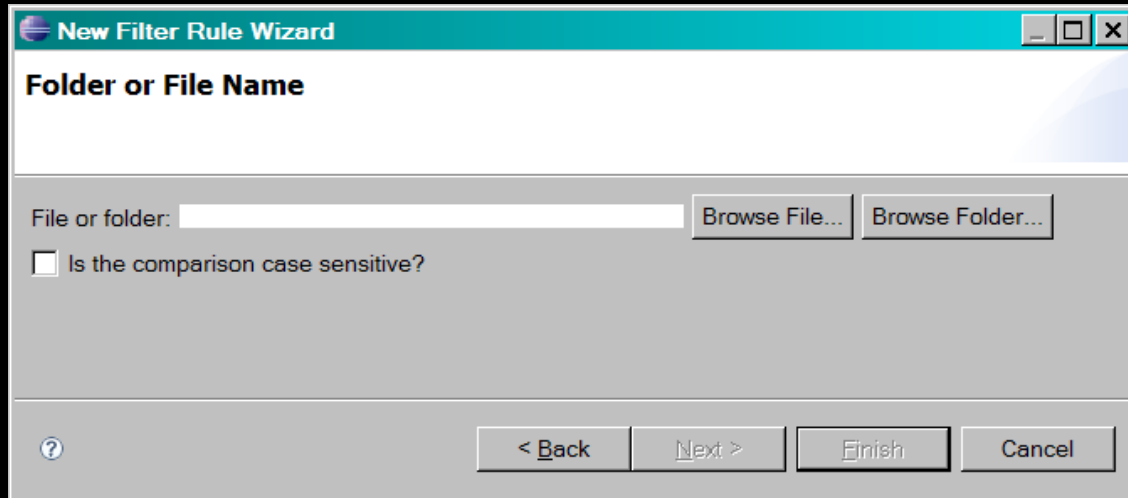 New Filter Rule Wizard
Folder or File Name
File or folder: Browse File... Browse Folder...
Is the comparison case sensitive?
? < Back Next > Finish Cancel